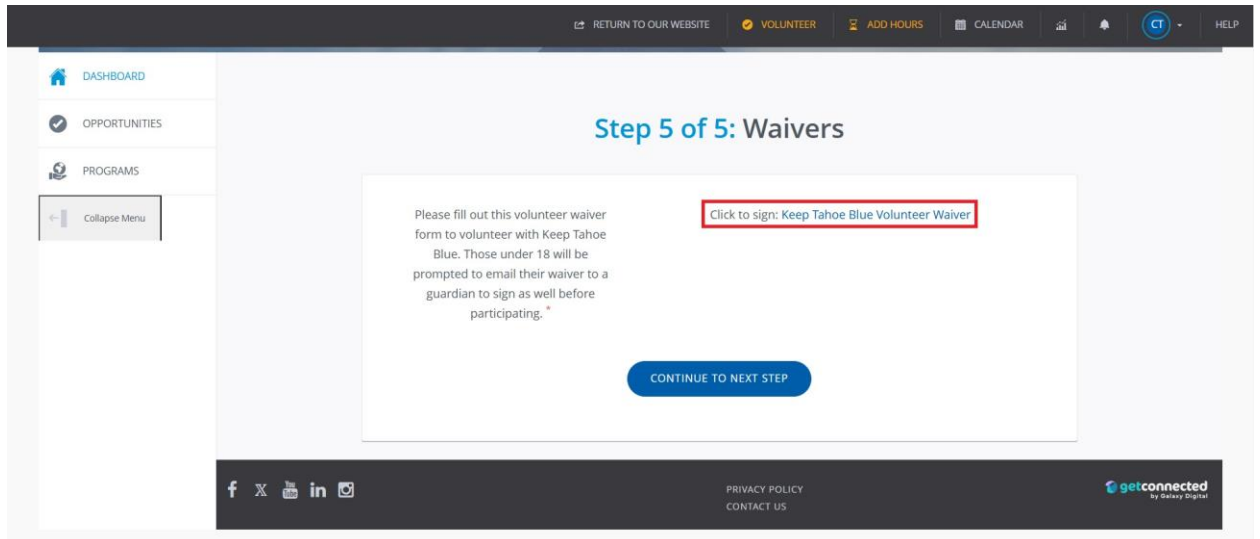 RETURN TO OUR WEBSITE VOLUNTEER ADD HOURS CALENDAR CT HELP
DASHBOARD
OPPORTUNITIES
PROGRAMS
Collapse Menu
Step 5 of 5: Waivers
Please fill out this volunteer waiver
form to volunteer with Keep Tahoe
Blue. Those under 18 will be
prompted to email their waiver to a
guardian to sign as well before
participating. *
Click to sign: Keep Tahoe Blue Volunteer Waiver
CONTINUE TO NEXT STEP
f X You Tube in
PRIVACY POLICY
CONTACT US
getconnected
by Galaxy Digital